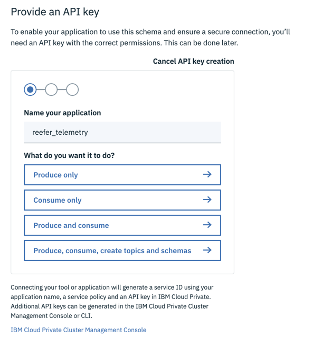 Provide an API key
To enable your application to use this schema and ensure a secure connection, you'll
need an API key with the correct permissions. This can be done later.
Cancel API key creation
Name your application
reefer_telemetry
What do you want it to do?
Produce only
Consume only
Produce and consume
Produce, consume, create topics and schemas
Connecting your tool or application will generate a service ID using your
application name, a service policy and an API key in IBM Cloud Private.
Additional API keys can be generated in the IBM Cloud Private Cluster
Management Console or CLI.
IBM Cloud Private Cluster Management Console